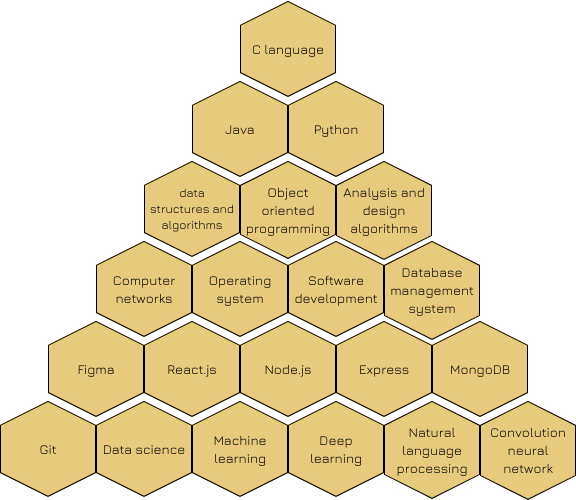 C language
Java
Python
data
structures and
algorithms
Object
oriented
programming
Analysis and
design
algorithms
Computer
networks
Operating
system
Software
development
Database
management
system
Figma
React.js
Node.js
Express
MongoDB
Git
Data science
Machine
learning
Deep
learning
Natural
language
processing
Convolution
neural
network